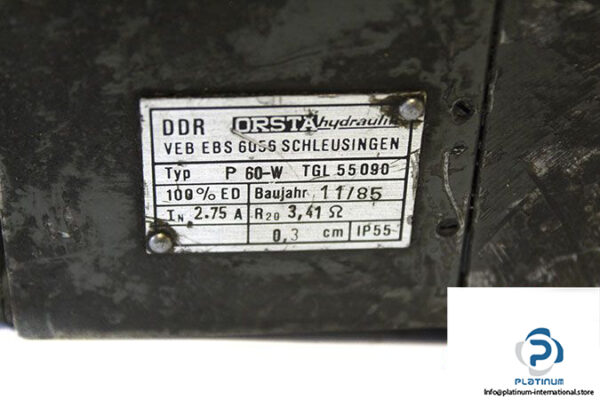 DDR ORSTA hydraulik
VEB EBS 6056 SCHLEUSINGEN
Typ P 60-W TGL 55090
100% ED Baujahr 11/85
IN 2.75 A R20 3,41 Ω
0,3 cm IP55
PLATINUM
Info@platinum-international.store